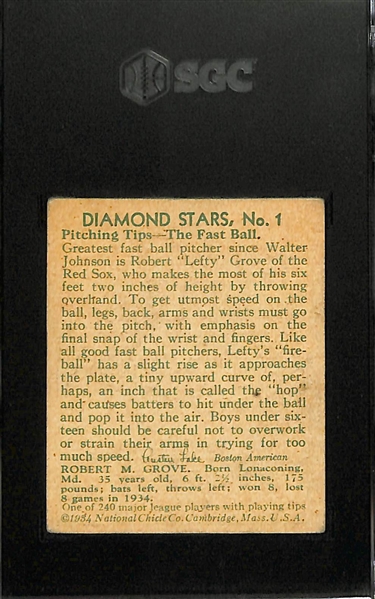 SGC
DIAMOND STARS, No. 1
Pitching Tips—The Fast Ball.
Greatest fast ball pitcher since Walter
Johnson is Robert "Lefty" Grove of the
Red Sox, who makes the most of his six
feet two inches of height by throwing
overhand. To get utmost speed on the
ball, legs, back, arms and wrists must go
into the pitch, with emphasis on the
final snap of the wrist and fingers. Like
all good fast ball pitchers, Lefty's "fire-
ball" has a slight rise as it approaches
the plate, a tiny upward curve of, per-
haps, an inch that is called the "hop"
and causes batters to hit under the ball
and pop it into the air. Boys under six-
teen should be careful not to overwork
or strain their arms in trying for too
much speed. Austen Lake Boston American
ROBERT M. GROVE. Born Lonaconing,
Md. 35 years old, 6 ft. 2½ inches, 175
pounds; bats left, throws left; won 8, lost
8 games in 1934.
One of 240 major league players with playing tips
©1934 National Chicle Co. Cambridge, Mass. U.S.A.